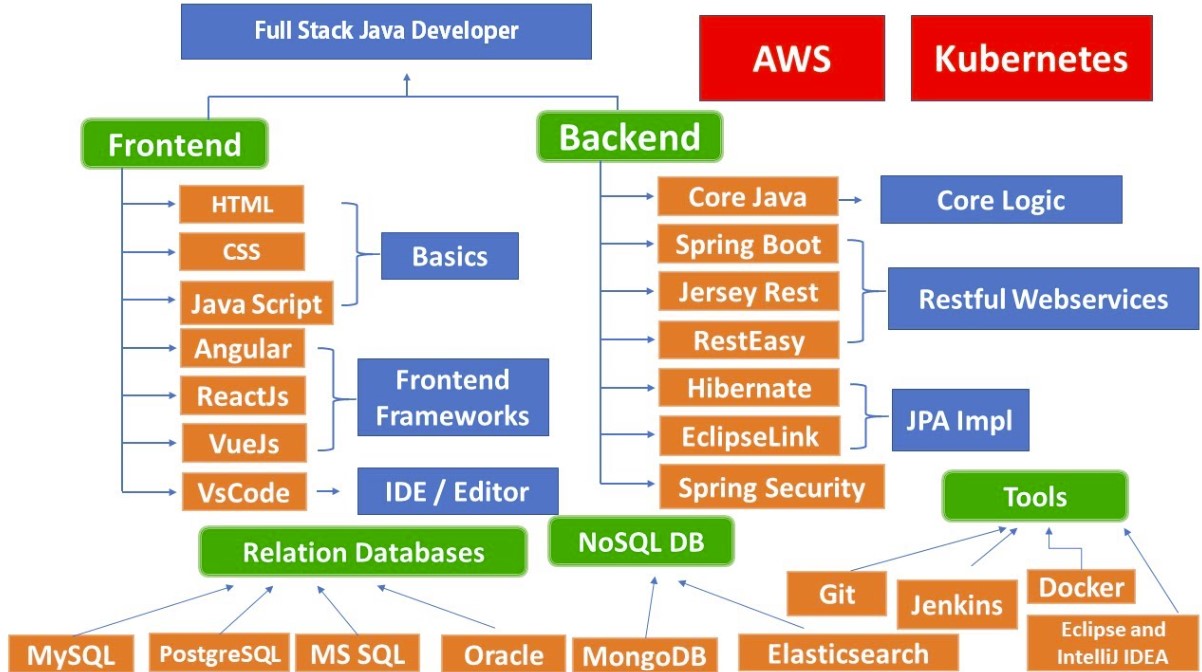 Full Stack Java Developer
AWS
Kubernetes
Frontend
Backend
HTML
CSS
Java Script
Basics
Angular
ReactJs
VueJs
Frontend
Frameworks
VsCode
IDE / Editor
Core Java
Core Logic
Spring Boot
Jersey Rest
RestEasy
Restful Webservices
Hibernate
EclipseLink
JPA Impl
Spring Security
Relation Databases
MySQL
PostgreSQL
MS SQL
Oracle
NoSQL DB
MongoDB
Elasticsearch
Tools
Git
Jenkins
Docker
Eclipse and
IntelliJ IDEA